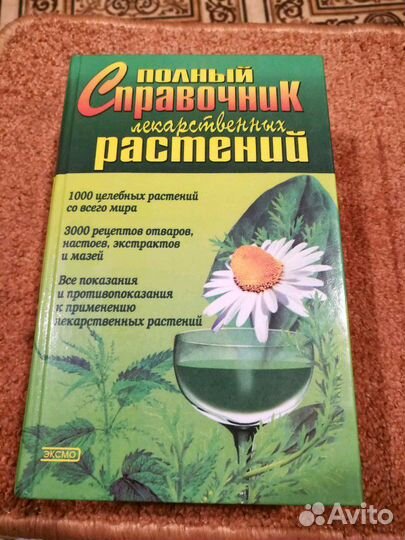 ПОЛНЫЙ
Справочник
лекарственных
растений
1000 целебных растений
со всего мира
3000 рецептов отваров,
настоев, экстрактов
и мазей
Все показания
и противопоказания
к применению
лекарственных растений
ЭКСМО
Avito